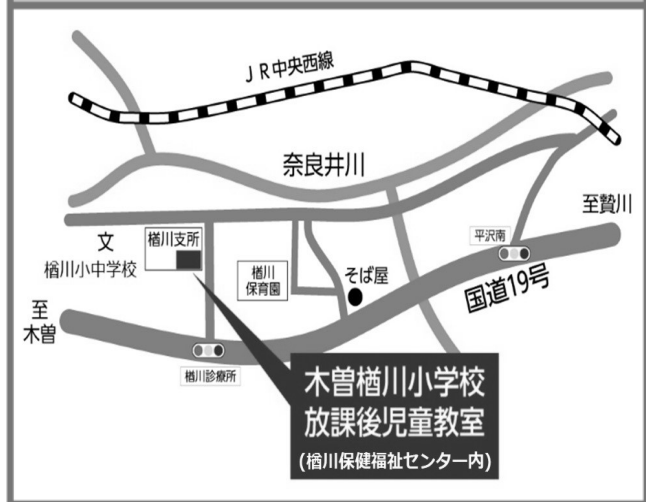 JR中央西線
奈良井川
至贄川
文
楢川小中学校
楢川支所
平沢南
楢川
保育園
そば屋
国道19号
至
木曽
楢川診療所
木曽楢川小学校
放課後児童教室
(楢川保健福祉センター内)